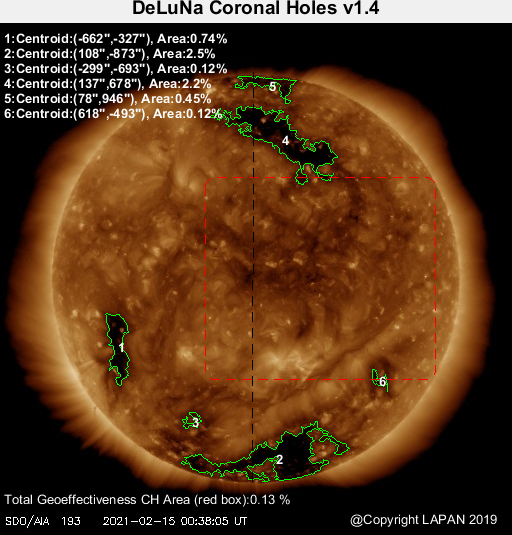 DeLuNa Coronal Holes v1.4
1:Centroid:(-662",-327"), Area:0.74%
2:Centroid:(108",-873"), Area:2.5%
3:Centroid:(-299",-693"), Area:0.12%
4:Centroid:(137",678"), Area:2.2%
5:Centroid:(78",946"), Area:0.45%
6:Centroid:(618",-493"), Area:0.12%
5
4
1
6
3
2
Total Geoeffectiveness CH Area (red box):0.13 %
SDO/AIA 193 2021-02-15 00:38:05 UT
@Copyright LAPAN 2019